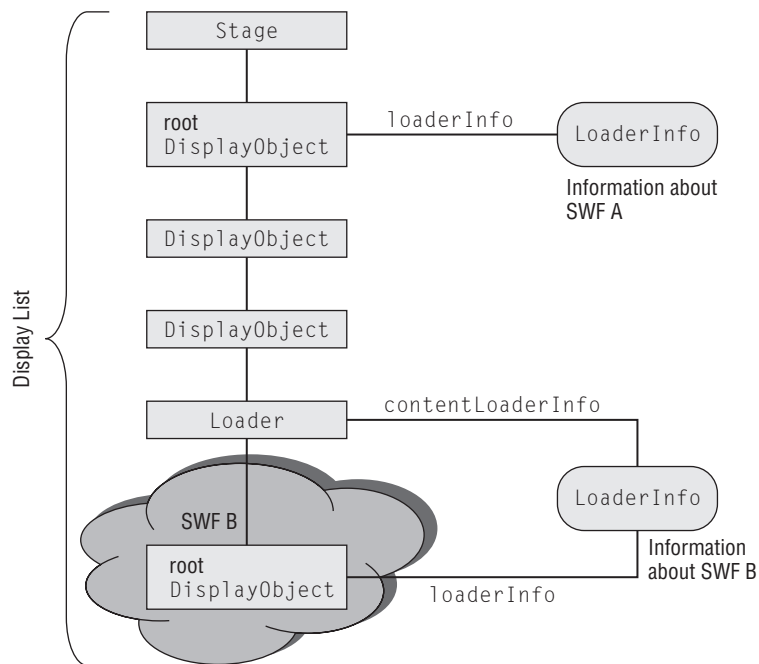 Stage
root
DisplayObject
loaderInfo
LoaderInfo
Information about
SWF A
DisplayObject
DisplayObject
Display List
Loader
contentLoaderInfo
LoaderInfo
SWF B
Information
about SWF B
root
DisplayObject
loaderInfo